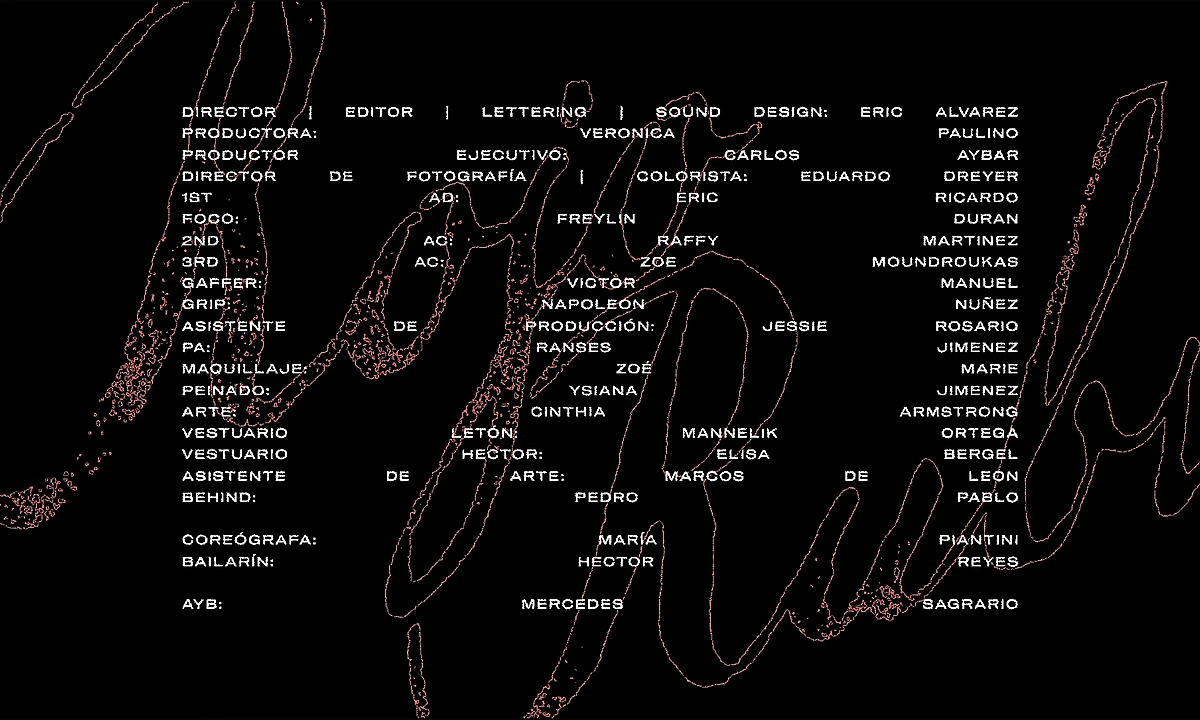 DIRECTOR | EDITOR | LETTERING | SOUND DESIGN: ERIC ALVAREZ
PRODUCTORA: VERONICA PAULINO
PRODUCTOR EJECUTIVO: CARLOS AYBAR
DIRECTOR DE FOTOGRAFÍA | COLORISTA: EDUARDO DREYER
1ST AD: ERIC RICARDO
FOCO: FREYLIN DURAN
2ND AC: RAFFY MARTINEZ
3RD AC: ZOE MOUNDROUKAS
GAFFER: VICTOR MANUEL
GRIP: NAPOLEON NUÑEZ
ASISTENTE DE PRODUCCIÓN: JESSIE ROSARIO
PA: RANSES JIMENEZ
MAQUILLAJE: ZOÉ MARIE
PEINADO: YSIANA JIMENEZ
ARTE: CINTHIA ARMSTRONG
VESTUARIO LETÓN: MANNELIK ORTEGA
VESTUARIO HECTOR: ELISA BERGEL
ASISTENTE DE ARTE: MARCOS DE LEON
BEHIND: PEDRO PABLO
COREÓGRAFA: MARÍA PIANTINI
BAILARÍN: HECTOR REYES
AYB: MERCEDES SAGRARIO